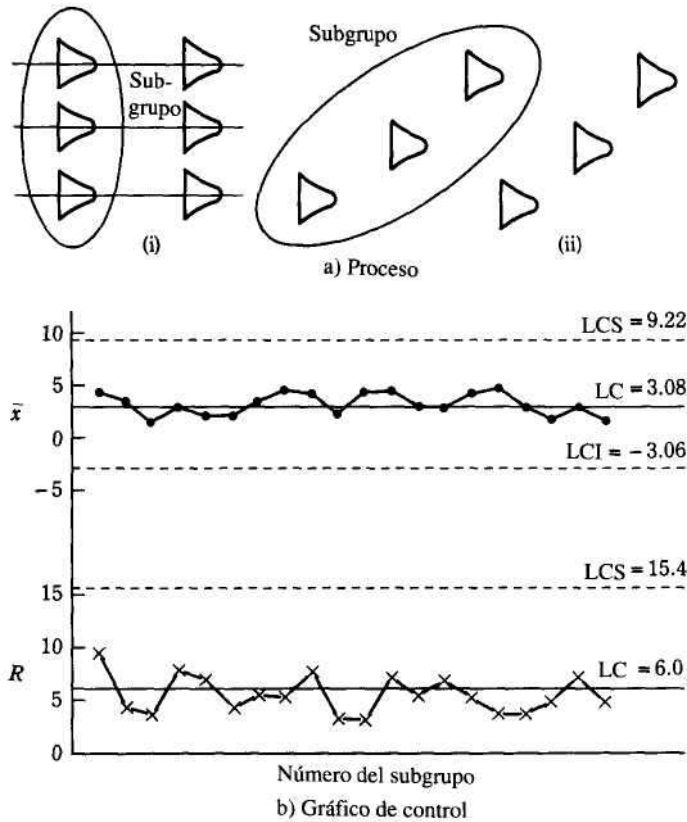 Subgrupo
Sub-
grupo
(i)
(ii)
a) Proceso
10
LCS = 9.22
5
LC = 3.08
x̄
0
LCI = -3.06
-5
LCS = 15.4
15
10
R
LC = 6.0
5
0
Número del subgrupo
b) Gráfico de control